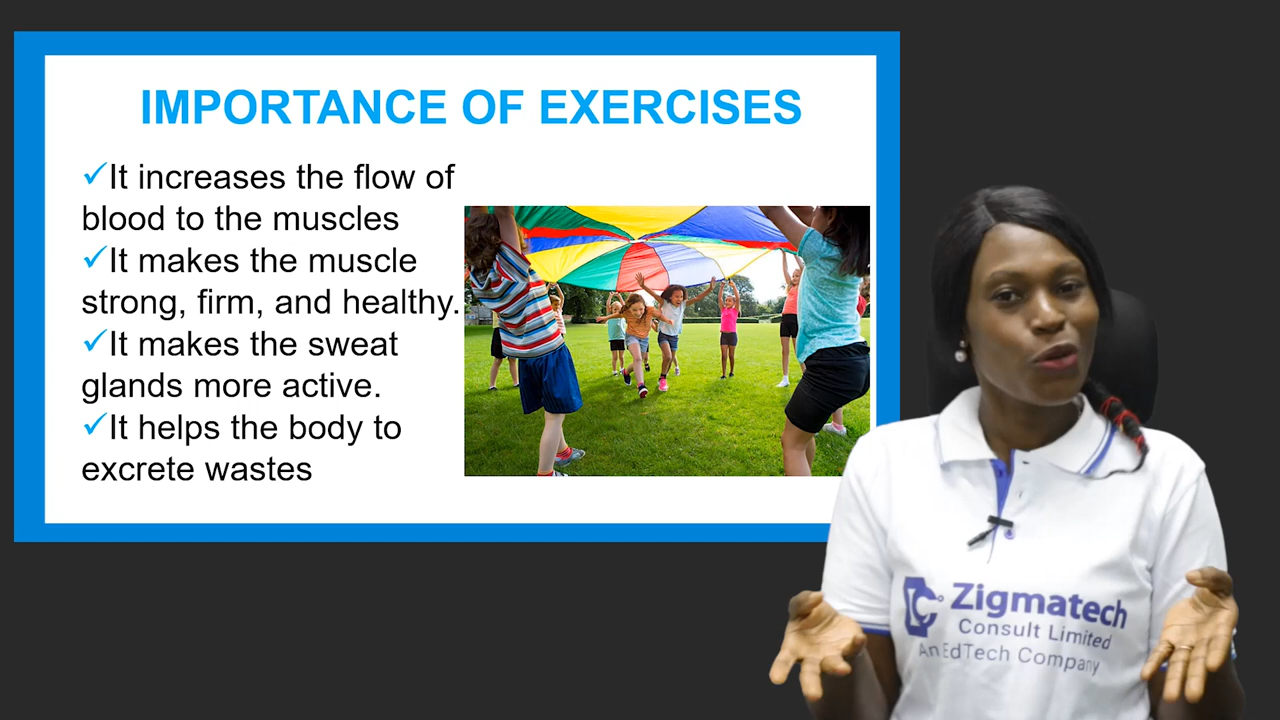 IMPORTANCE OF EXERCISES
✓It increases the flow of
blood to the muscles
✓It makes the muscle
strong, firm, and healthy.
✓It makes the sweat
glands more active.
✓It helps the body to
excrete wastes
Zigmatech
Consult Limited
An EdTech Company